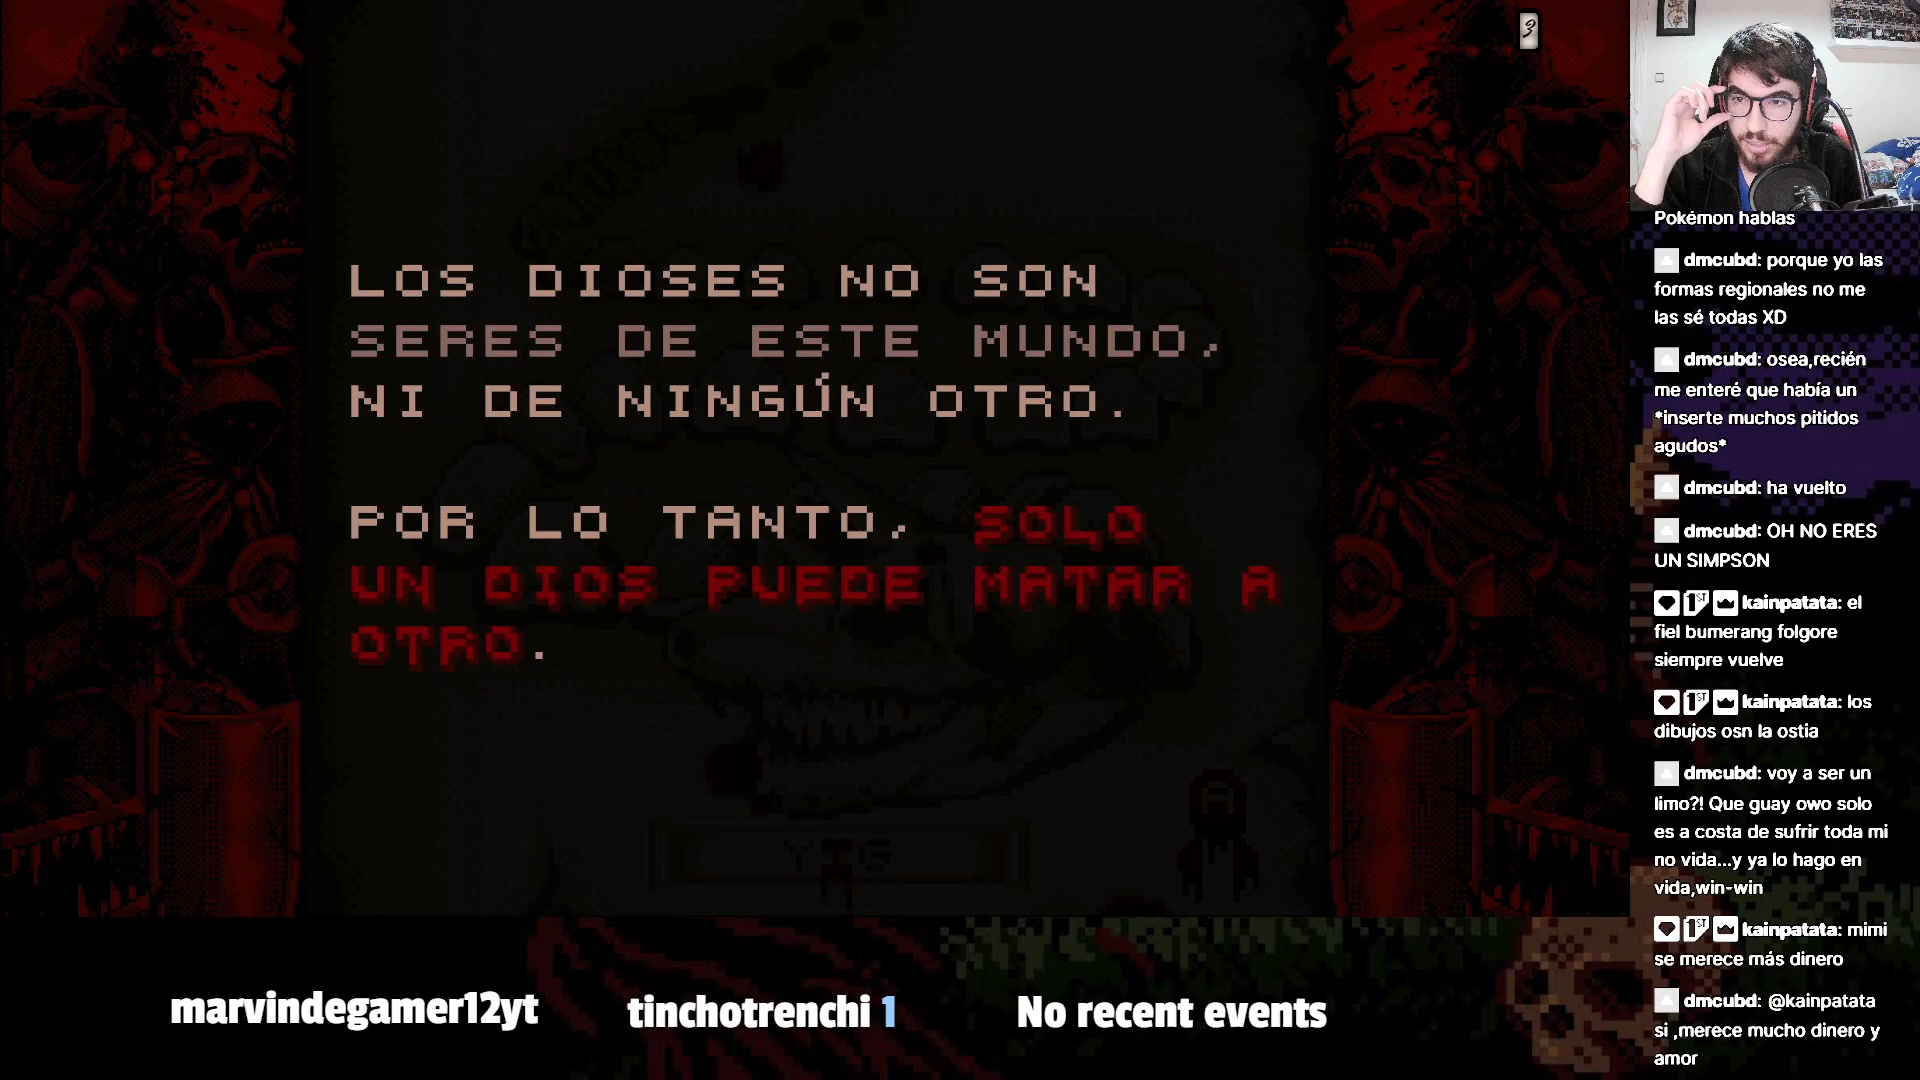 3
LOS DIOSES NO SON
SERES DE ESTE MUNDO,
NI DE NINGÚN OTRO.
POR LO TANTO, SOLO
UN DIOS PUEDE MATAR A
OTRO.
marvindegamer12yt
tinchotrenchi 1
No recent events
Pokémon hablas
dmcubd: porque yo las
formas regionales no me
las sé todas XD
dmcubd: osea,recién
me enteré que había un
*inserte muchos pitidos
agudos*
dmcubd: ha vuelto
dmcubd: OH NO ERES
UN SIMPSON
1ST kainpatata: el
fiel bumerang folgore
siempre vuelve
1ST kainpatata: los
dibujos osn la ostia
dmcubd: voy a ser un
limo?! Que guay owo solo
es a costa de sufrir toda mi
no vida...y ya lo hago en
vida,win-win
1ST kainpatata: mimi
se merece más dinero
dmcubd: @kainpatata
si ,merece mucho dinero y
amor